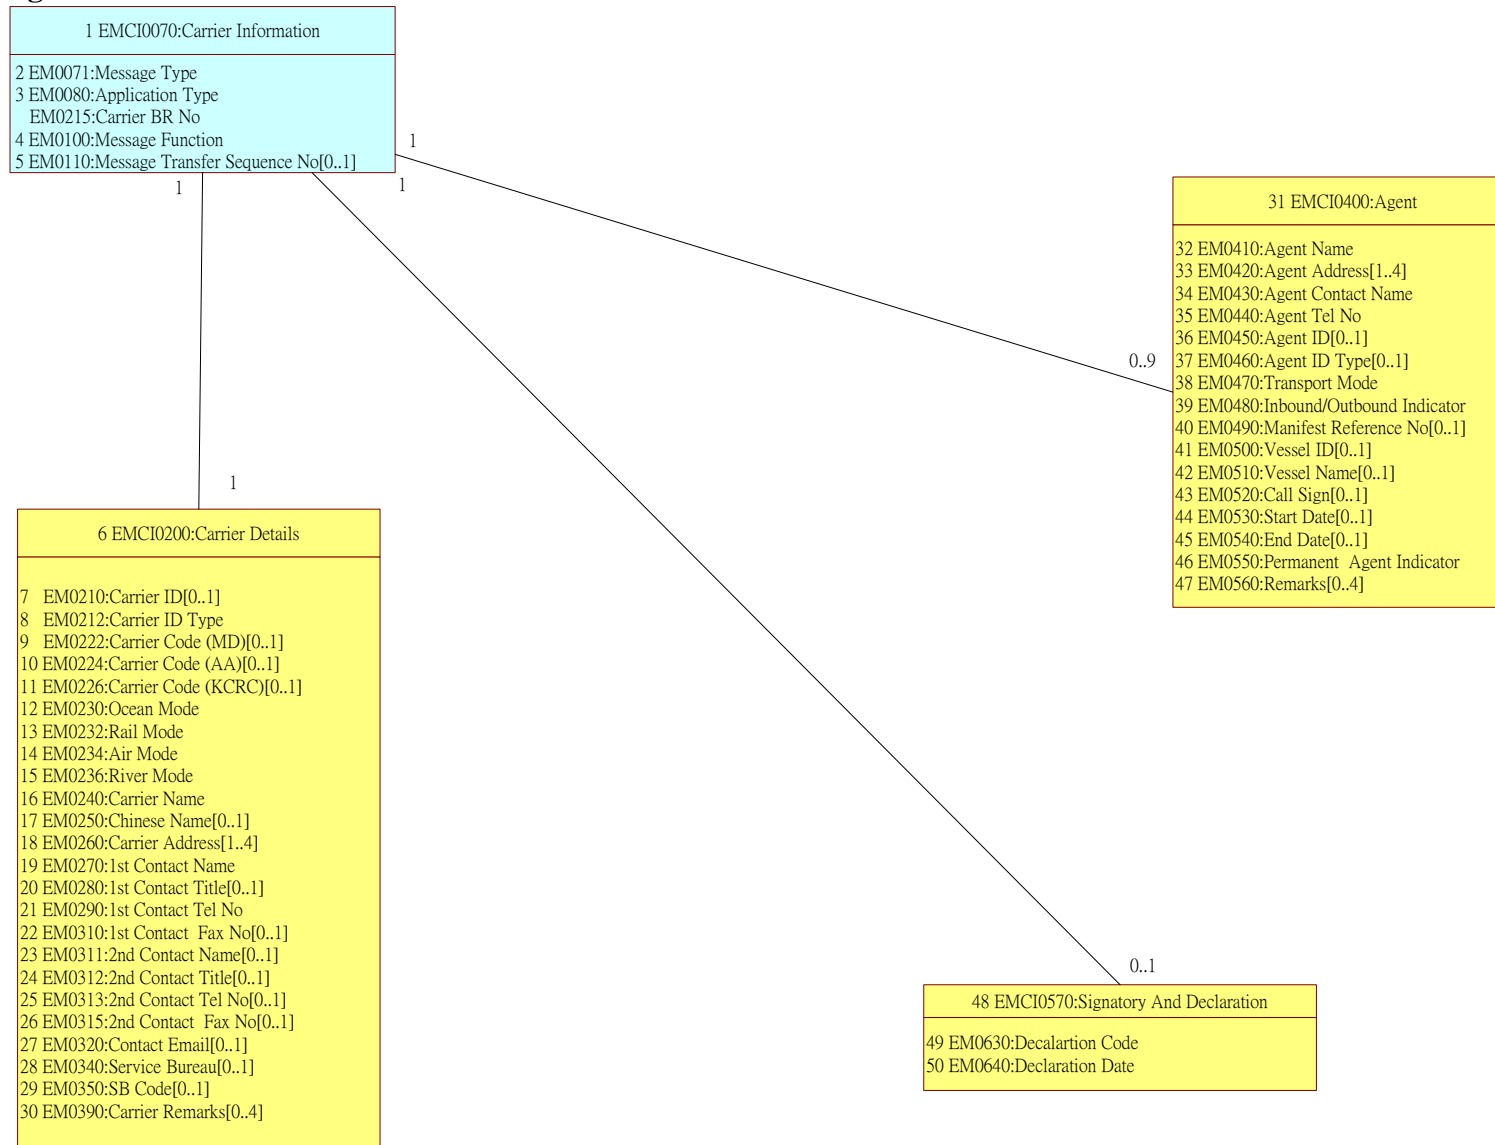 1 EMCI0070:Carrier Information
2 EM0071:Message Type
3 EM0080:Application Type
EM0215:Carrier BR No
4 EM0100:Message Function
5 EM0110:Message Transfer Sequence No[0..1]
1
1
1
31 EMCI0400:Agent
32 EM0410:Agent Name
33 EM0420:Agent Address[1..4]
34 EM0430:Agent Contact Name
35 EM0440:Agent Tel No
36 EM0450:Agent ID[0..1]
37 EM0460:Agent ID Type[0..1]
38 EM0470:Transport Mode
39 EM0480:Inbound/Outbound Indicator
40 EM0490:Manifest Reference No[0..1]
41 EM0500:Vessel ID[0..1]
42 EM0510:Vessel Name[0..1]
43 EM0520:Call Sign[0..1]
44 EM0530:Start Date[0..1]
45 EM0540:End Date[0..1]
46 EM0550:Permanent  Agent Indicator
47 EM0560:Remarks[0..4]
0..9
1
6 EMCI0200:Carrier Details
7 EM0210:Carrier ID[0..1]
8 EM0212:Carrier ID Type
9 EM0222:Carrier Code (MD)[0..1]
10 EM0224:Carrier Code (AA)[0..1]
11 EM0226:Carrier Code (KCRC)[0..1]
12 EM0230:Ocean Mode
13 EM0232:Rail Mode
14 EM0234:Air Mode
15 EM0236:River Mode
16 EM0240:Carrier Name
17 EM0250:Chinese Name[0..1]
18 EM0260:Carrier Address[1..4]
19 EM0270:1st Contact Name
20 EM0280:1st Contact Title[0..1]
21 EM0290:1st Contact Tel No
22 EM0310:1st Contact  Fax No[0..1]
23 EM0311:2nd Contact Name[0..1]
24 EM0312:2nd Contact Title[0..1]
25 EM0313:2nd Contact Tel No[0..1]
26 EM0315:2nd Contact  Fax No[0..1]
27 EM0320:Contact Email[0..1]
28 EM0340:Service Bureau[0..1]
29 EM0350:SB Code[0..1]
30 EM0390:Carrier Remarks[0..4]
0..1
48 EMCI0570:Signatory And Declaration
49 EM0630:Decalartion Code
50 EM0640:Declaration Date